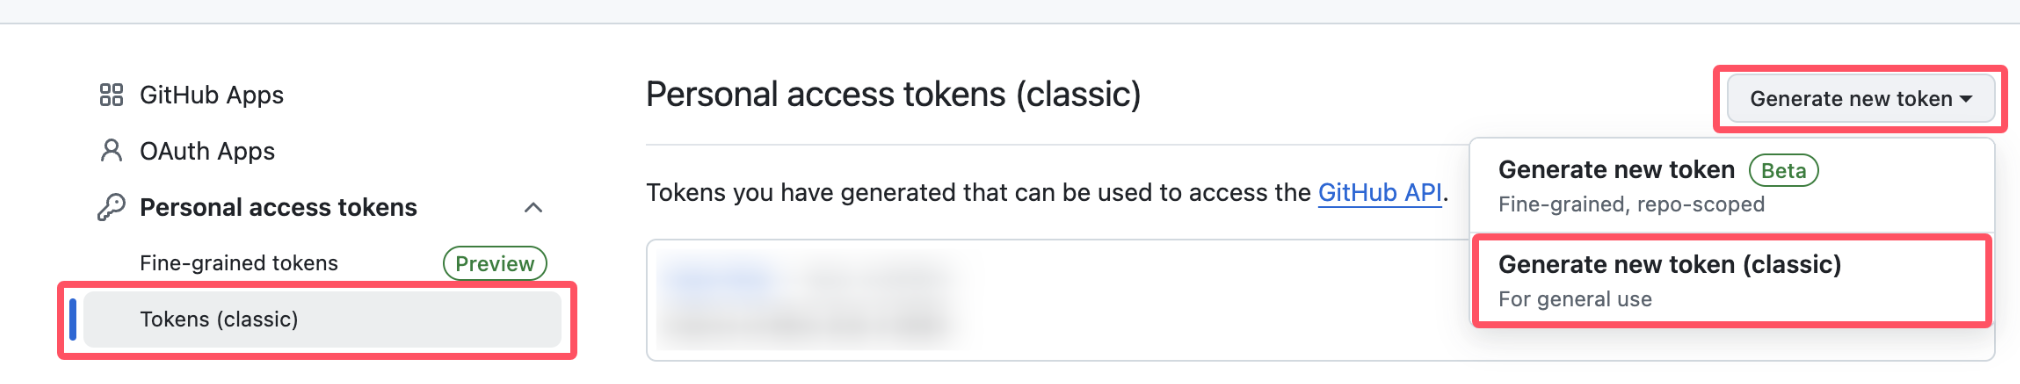 GitHub Apps
OAuth Apps
Personal access tokens
Fine-grained tokens Preview
Tokens (classic)
Personal access tokens (classic)
Generate new token
Tokens you have generated that can be used to access the GitHub API.
Generate new token Beta
Fine-grained, repo-scoped
Generate new token (classic)
For general use